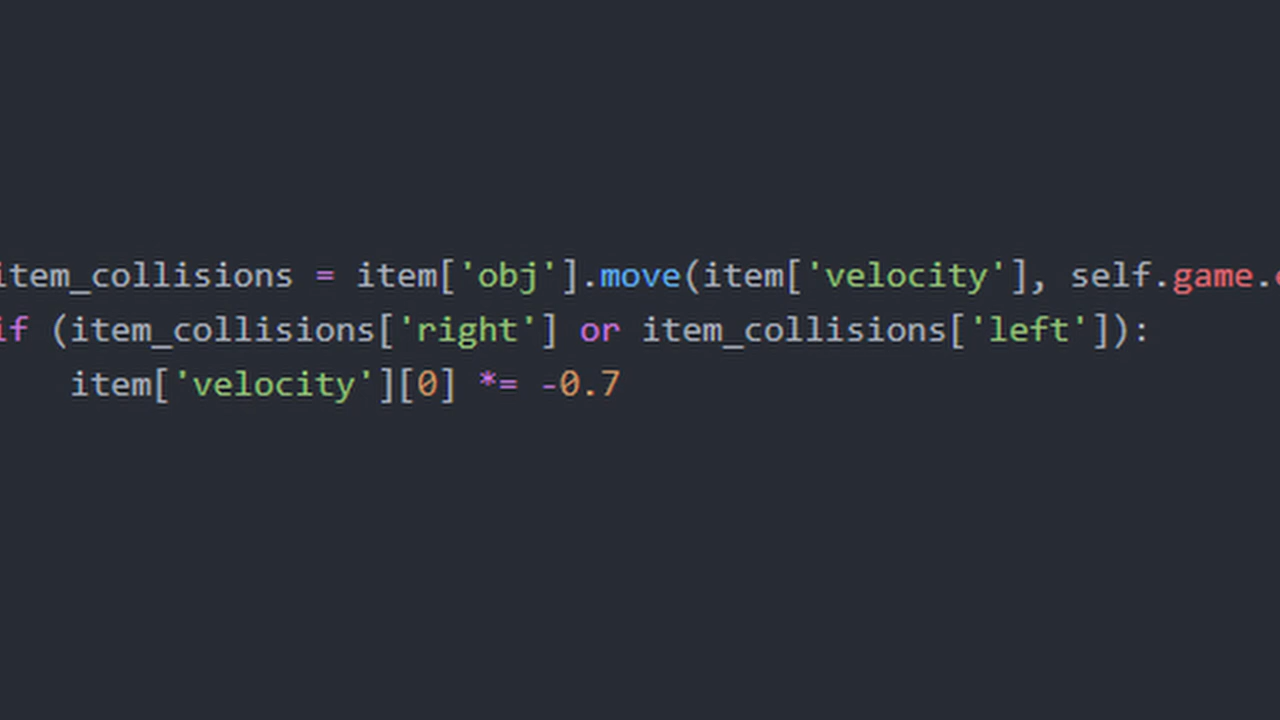 item_collisions = item['obj'].move(item['velocity'], self.game.
if (item_collisions['right'] or item_collisions['left']):
item['velocity'][0] *= -0.7